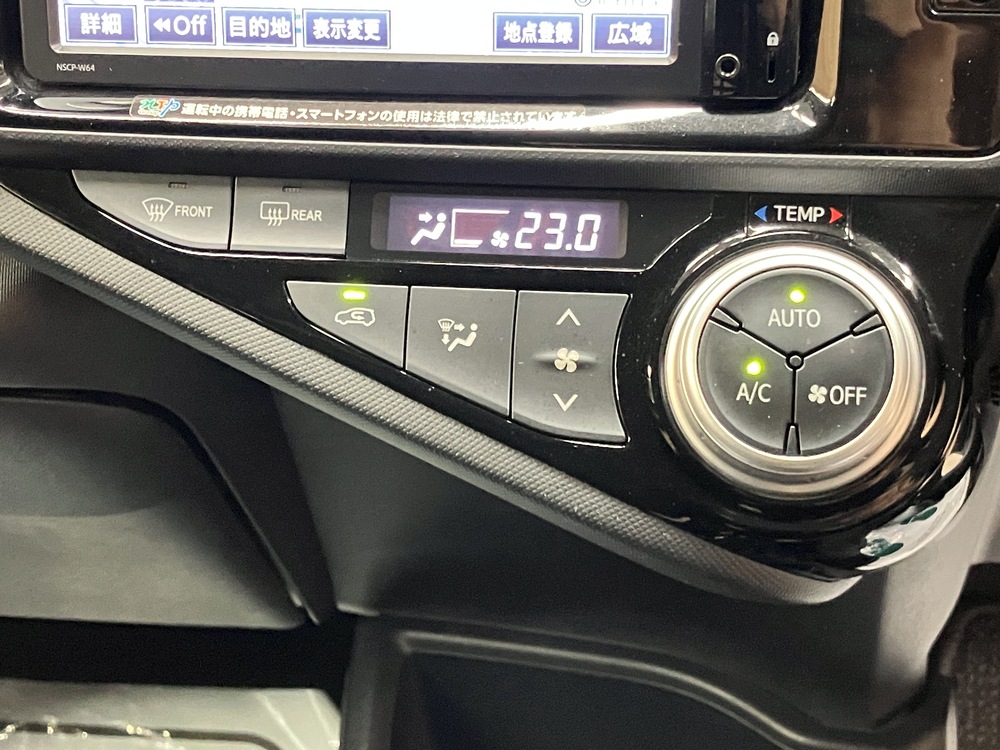 詳細 ◀◀Off 目的地 表示変更 地点登録 広域
NSCP-W64
運転中の携帯電話・スマートフォンの使用は法律で禁止されています
FRONT REAR 23.0 TEMP
AUTO
A/C OFF